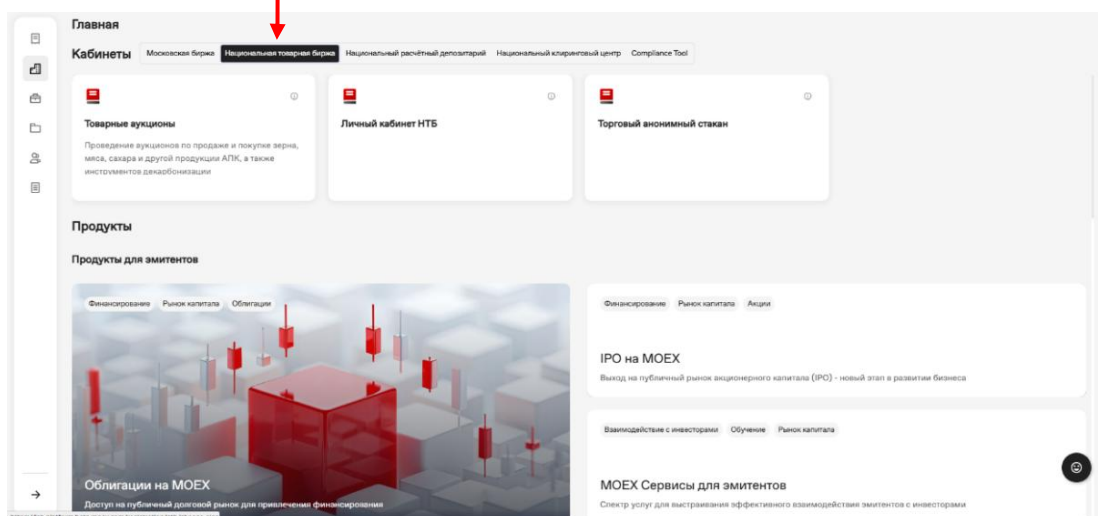 Главная
Кабинеты Московская биржа Национальная товарная биржа Национальный расчётный депозитарий Национальный клиринговый центр Compliance Tool
Товарные аукционы
Проведение аукционов по продаже и покупке зерна,
мяса, сахара и другой продукции АПК, а также
инструментов декарбонизации
Личный кабинет НТБ
Торговый анонимный стакан
Продукты
Продукты для эмитентов
Финансирование Рынок капитала Облигации
Облигации на MOEX
Доступ на публичный долговой рынок для привлечения финансирования
Финансирование Рынок капитала Акции
IPO на MOEX
Выход на публичный рынок акционерного капитала (IPO) - новый этап в развитии бизнеса
Взаимодействие с инвесторами Обучение Рынок капитала
MOEX Сервисы для эмитентов
Спектр услуг для выстраивания эффективного взаимодействия эмитентов с инвесторами